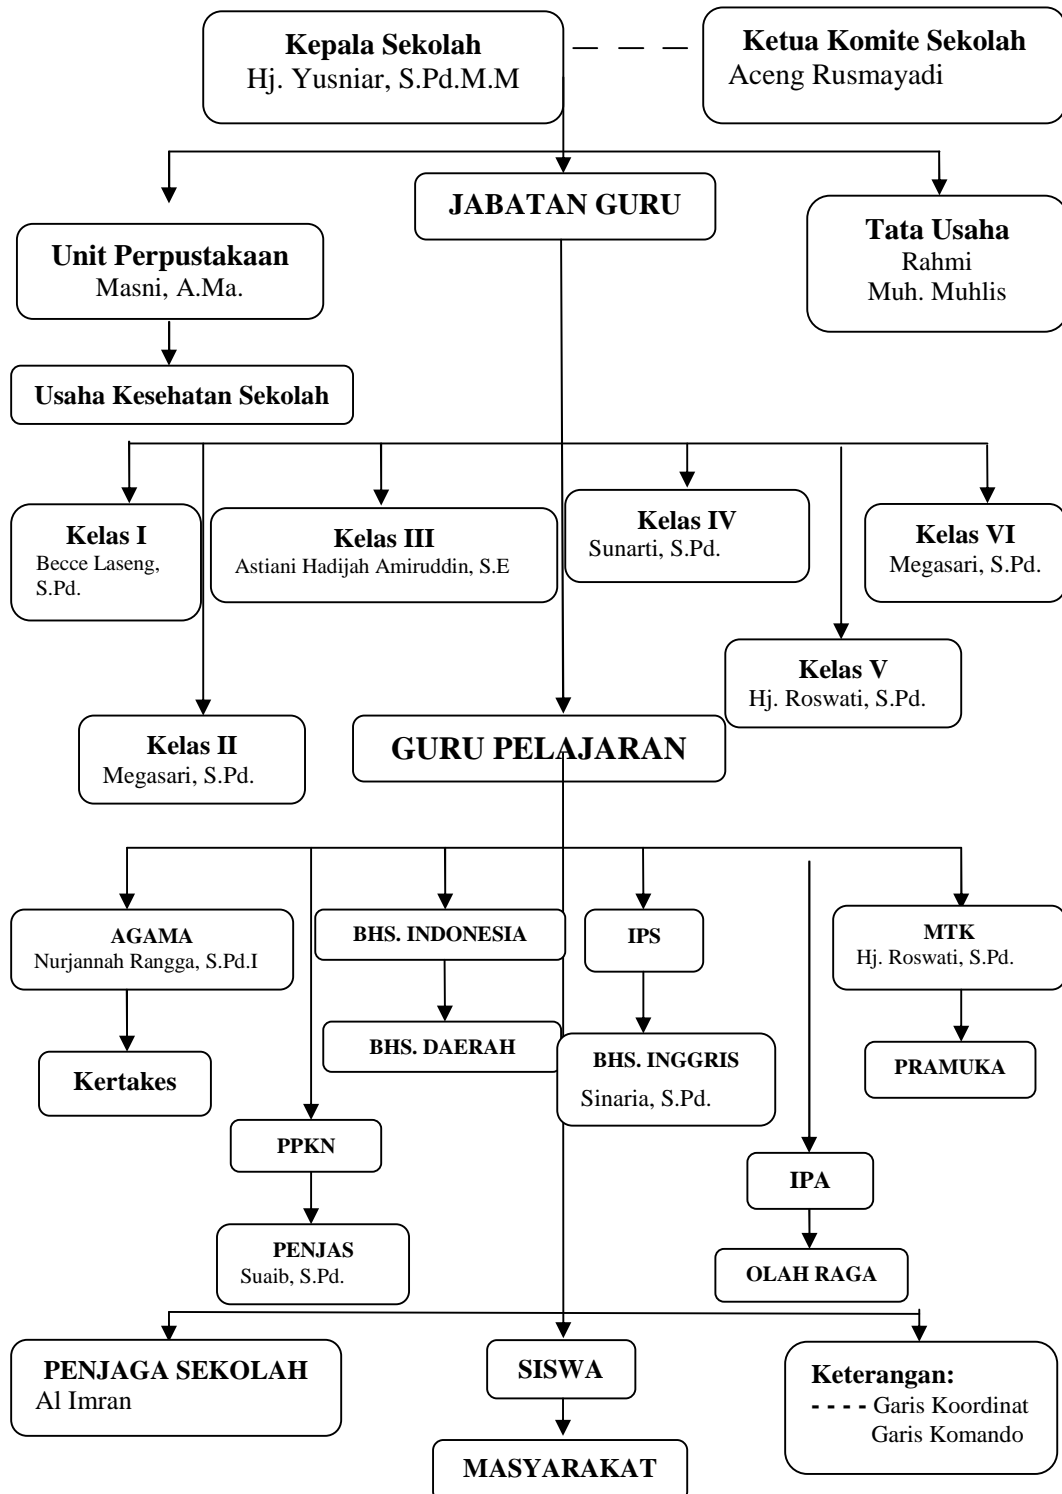 Kepala Sekolah
Hj. Yusniar, S.Pd.M.M
Ketua Komite Sekolah
Aceng Rusmayadi
JABATAN GURU
Unit Perpustakaan
Masni, A.Ma.
Tata Usaha
Rahmi
Muh. Muhlis
Usaha Kesehatan Sekolah
Kelas I
Becce Laseng,
S.Pd.
Kelas III
Astiani Hadijah Amiruddin, S.E
Kelas IV
Sunarti, S.Pd.
Kelas VI
Megasari, S.Pd.
Kelas V
Hj. Roswati, S.Pd.
Kelas II
Megasari, S.Pd.
GURU PELAJARAN
AGAMA
Nurjannah Rangga, S.Pd.I
BHS. INDONESIA
IPS
MTK
Hj. Roswati, S.Pd.
Kertakes
BHS. DAERAH
BHS. INGGRIS
Sinaria, S.Pd.
PRAMUKA
PPKN
IPA
PENJAS
Suaib, S.Pd.
OLAH RAGA
PENJAGA SEKOLAH
Al Imran
SISWA
Keterangan:
- - - - Garis Koordinat
Garis Komando
MASYARAKAT